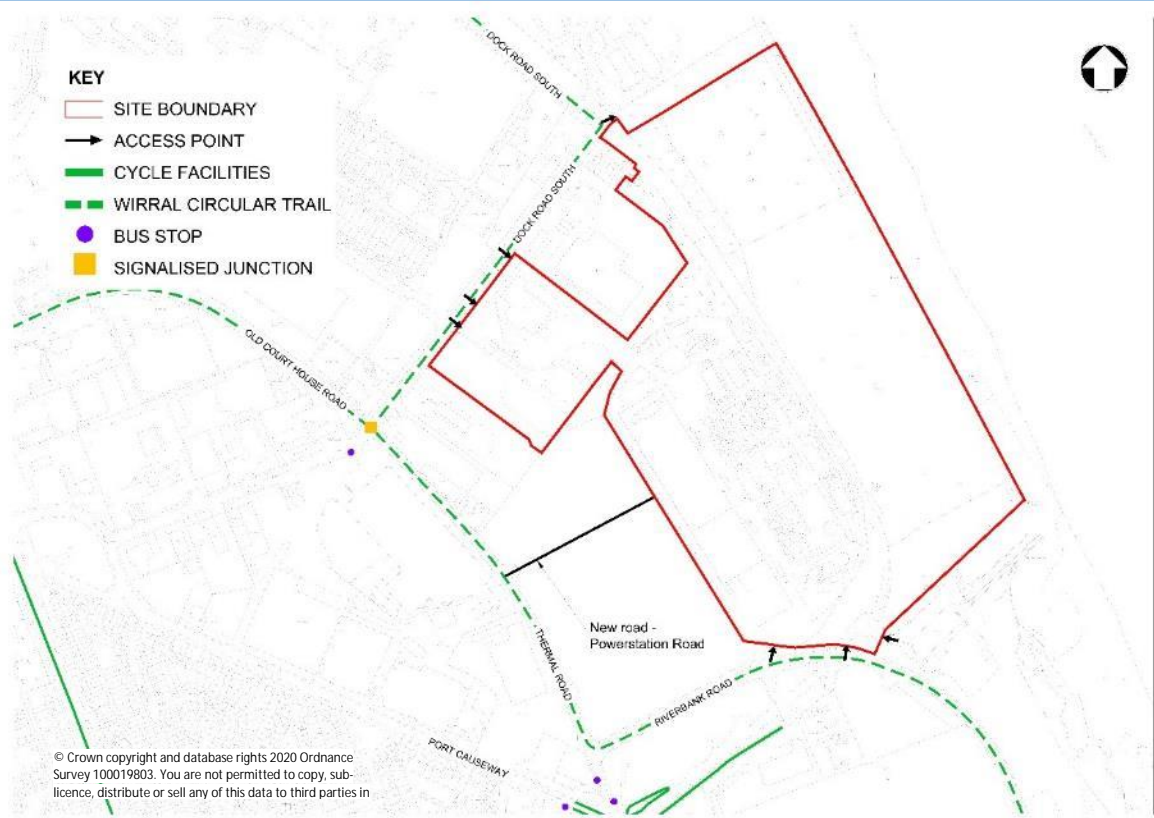 DOCK ROAD SOUTH
KEY
SITE BOUNDARY
ACCESS POINT
CYCLE FACILITIES
WIRRAL CIRCULAR TRAIL
BUS STOP
SIGNALISED JUNCTION
DOCK ROAD SOUTH
OLD COURT HOUSE ROAD
New road -
Powerstation Road
THERMAL ROAD
RIVERBANK ROAD
PORT CAUSEWAY
© Crown copyright and database rights 2020 Ordnance
Survey 100019803. You are not permitted to copy, sub-
licence, distribute or sell any of this data to third parties in